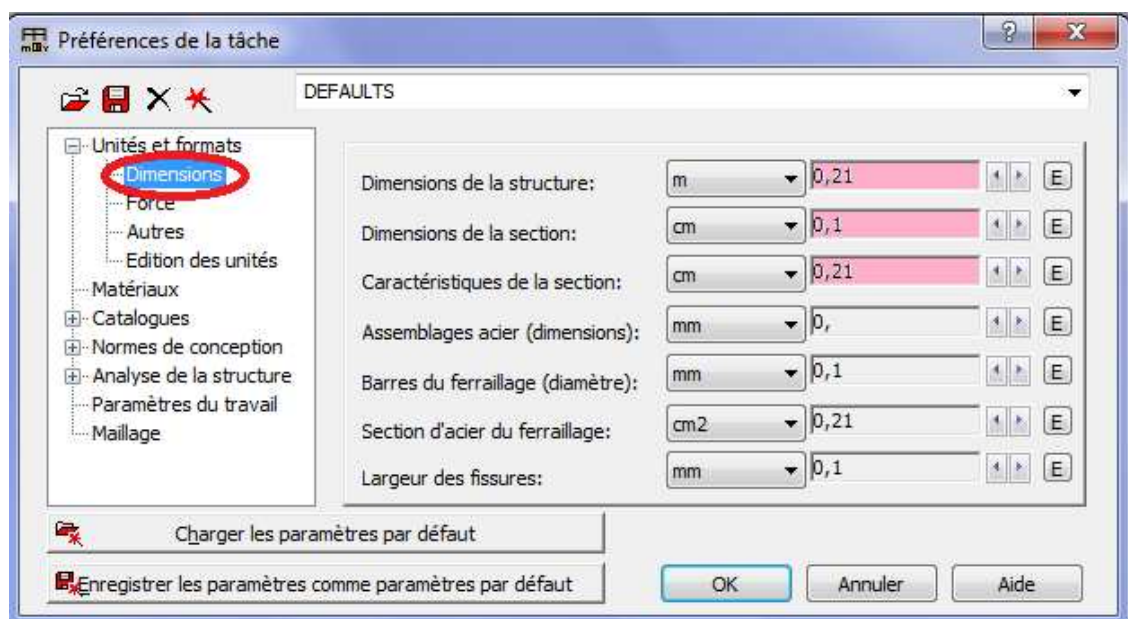 Préférences de la tâche
DEFAULTS
Unités et formats
Dimensions
Force
Autres
Edition des unités
Matériaux
Catalogues
Normes de conception
Analyse de la structure
Paramètres du travail
Maillage
Dimensions de la structure: m 0,21 E
Dimensions de la section: cm 0,1 E
Caractéristiques de la section: cm 0,21 E
Assemblages acier (dimensions): mm 0, E
Barres du ferraillage (diamètre): mm 0,1 E
Section d'acier du ferraillage: cm2 0,21 E
Largeur des fissures: mm 0,1 E
Charger les paramètres par défaut
Enregistrer les paramètres comme paramètres par défaut
OK Annuler Aide